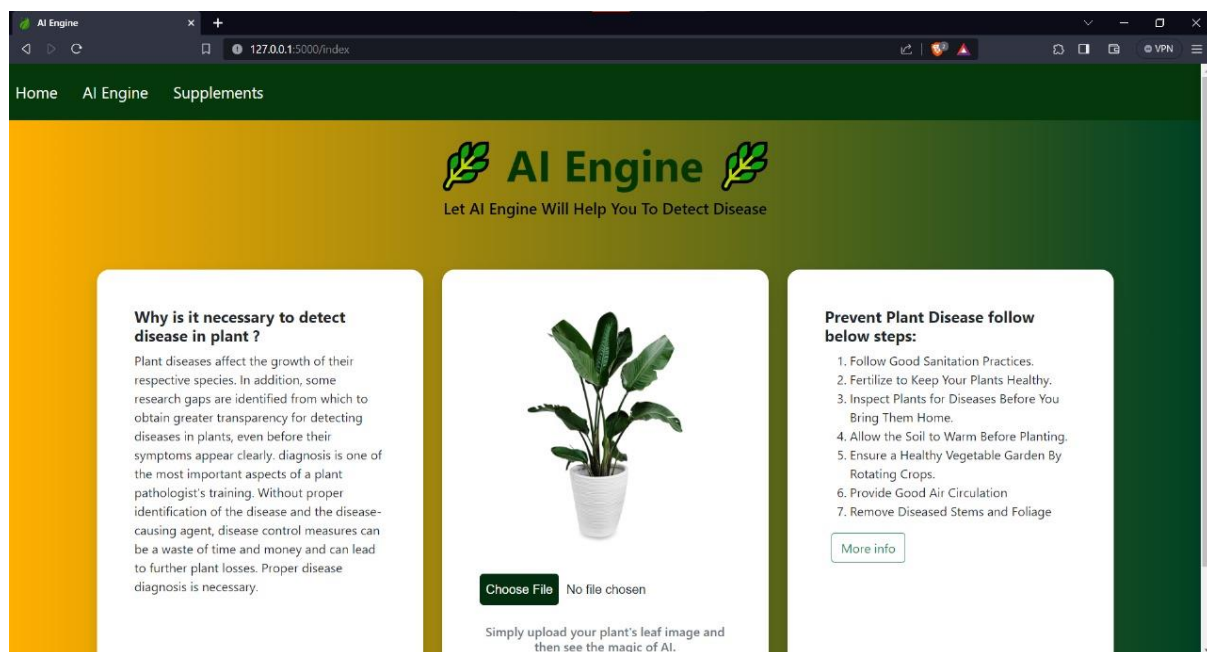 AI Engine
127.0.0.1:5000/index
VPN
Home AI Engine Supplements
AI Engine
Let AI Engine Will Help You To Detect Disease
Why is it necessary to detect
disease in plant ?
Plant diseases affect the growth of their
respective species. In addition, some
research gaps are identified from which to
obtain greater transparency for detecting
diseases in plants, even before their
symptoms appear clearly. diagnosis is one of
the most important aspects of a plant
pathologist's training. Without proper
identification of the disease and the disease-
causing agent, disease control measures can
be a waste of time and money and can lead
to further plant losses. Proper disease
diagnosis is necessary.
Choose File No file chosen
Simply upload your plant's leaf image and
then see the magic of AI.
Prevent Plant Disease follow
below steps:
1. Follow Good Sanitation Practices.
2. Fertilize to Keep Your Plants Healthy.
3. Inspect Plants for Diseases Before You
Bring Them Home.
4. Allow the Soil to Warm Before Planting.
5. Ensure a Healthy Vegetable Garden By
Rotating Crops.
6. Provide Good Air Circulation
7. Remove Diseased Stems and Foliage
More info